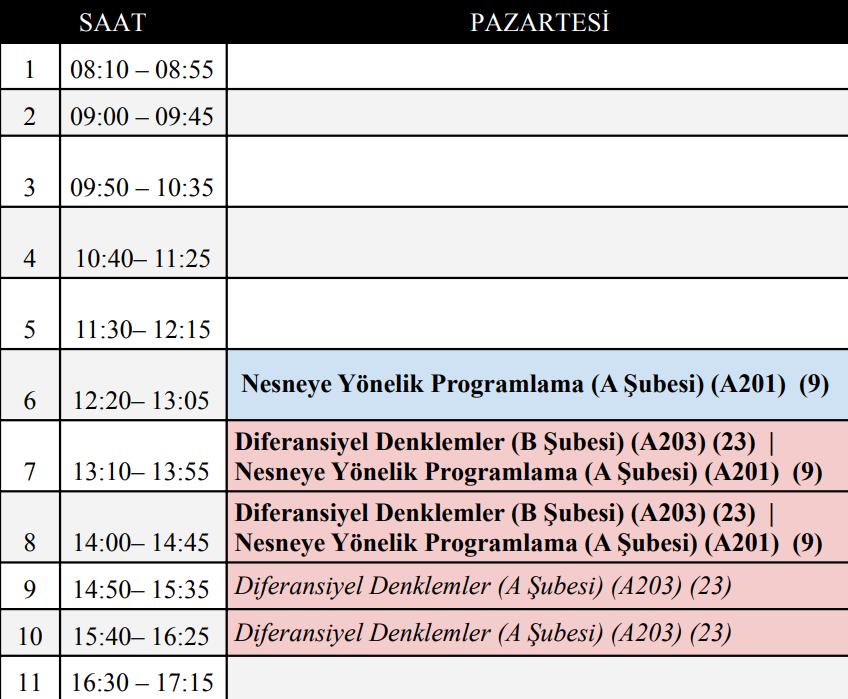 SAAT PAZARTESİ
1 08:10 – 08:55
2 09:00 – 09:45
3 09:50 – 10:35
4 10:40– 11:25
5 11:30– 12:15
6 12:20– 13:05 Nesneye Yönelik Programlama (A Şubesi) (A201) (9)
7 13:10– 13:55 Diferansiyel Denklemler (B Şubesi) (A203) (23) |
Nesneye Yönelik Programlama (A Şubesi) (A201) (9)
8 14:00– 14:45 Diferansiyel Denklemler (B Şubesi) (A203) (23) |
Nesneye Yönelik Programlama (A Şubesi) (A201) (9)
9 14:50– 15:35 Diferansiyel Denklemler (A Şubesi) (A203) (23)
10 15:40– 16:25 Diferansiyel Denklemler (A Şubesi) (A203) (23)
11 16:30 – 17:15